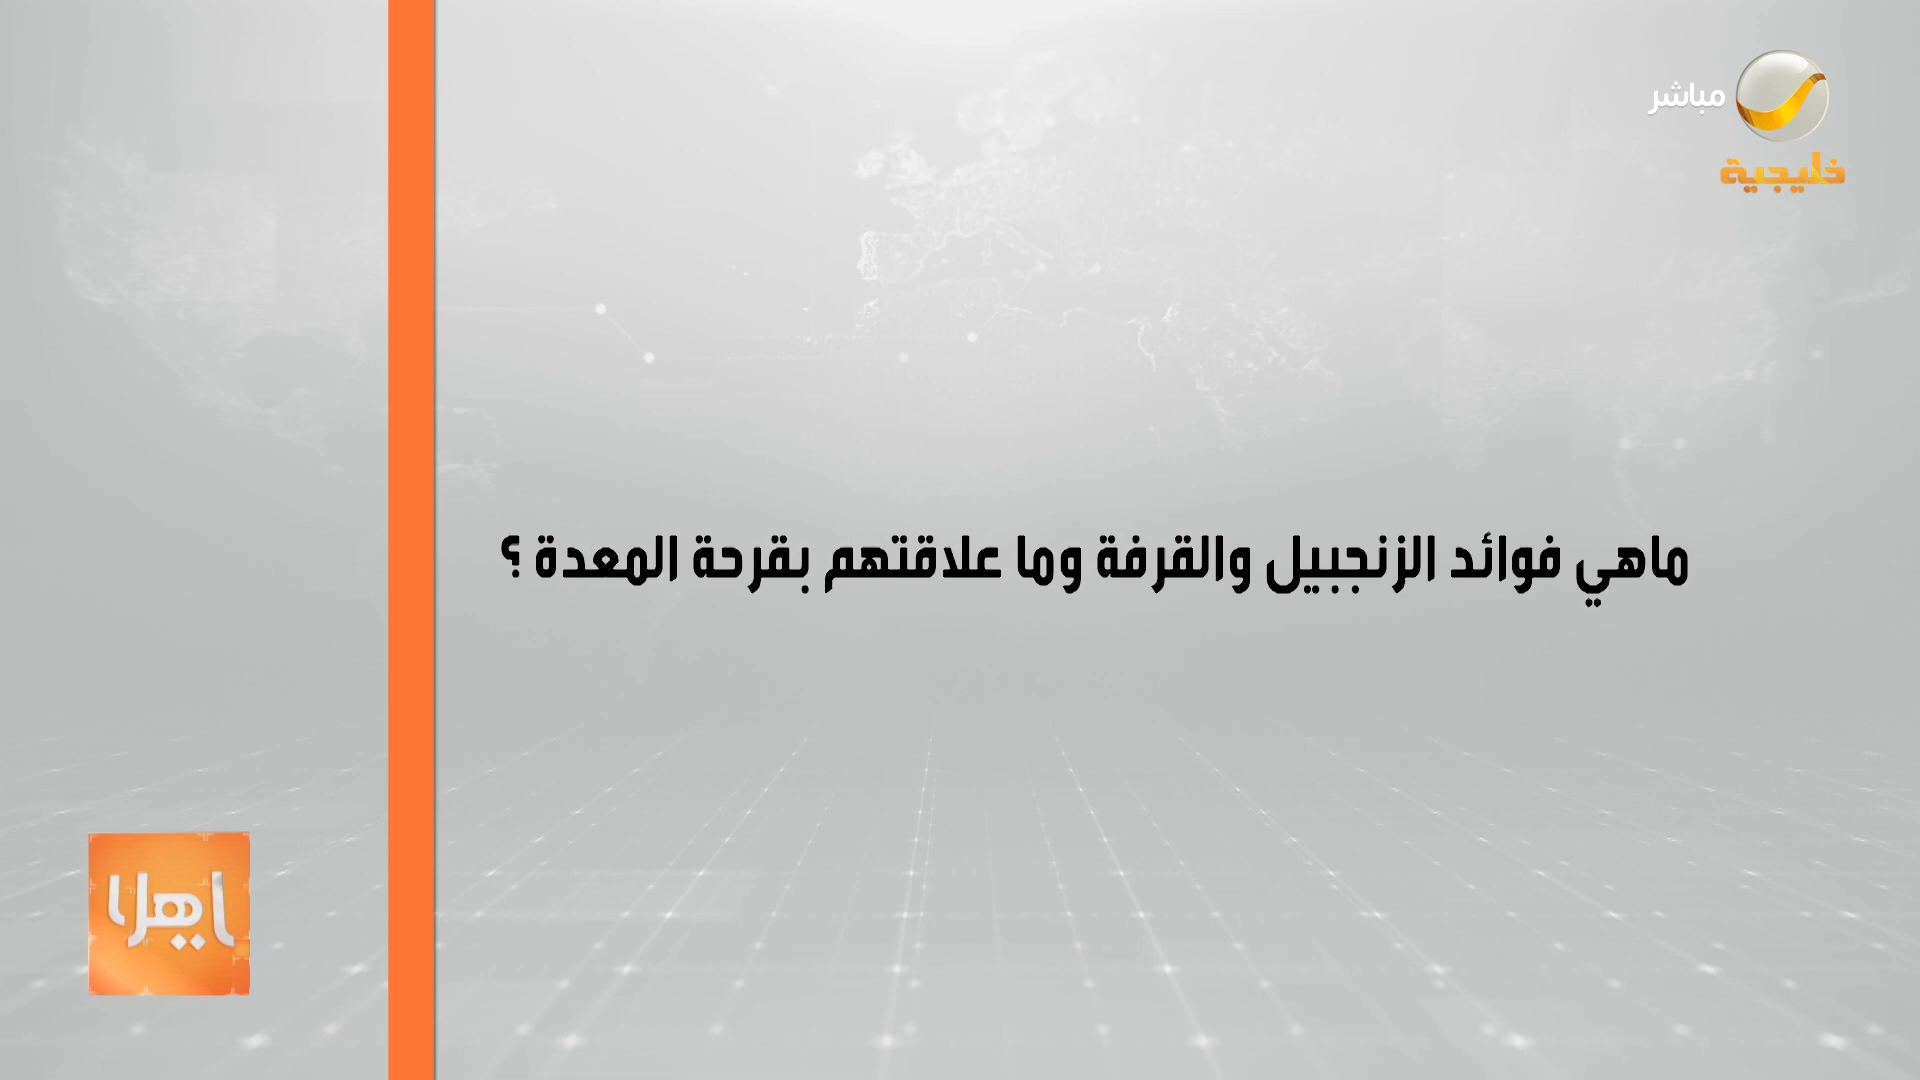 مباشر
خليجية
ماهي فوائد الزنجبيل والقرفة وما علاقتهم بقرحة المعدة ؟
ياهلا